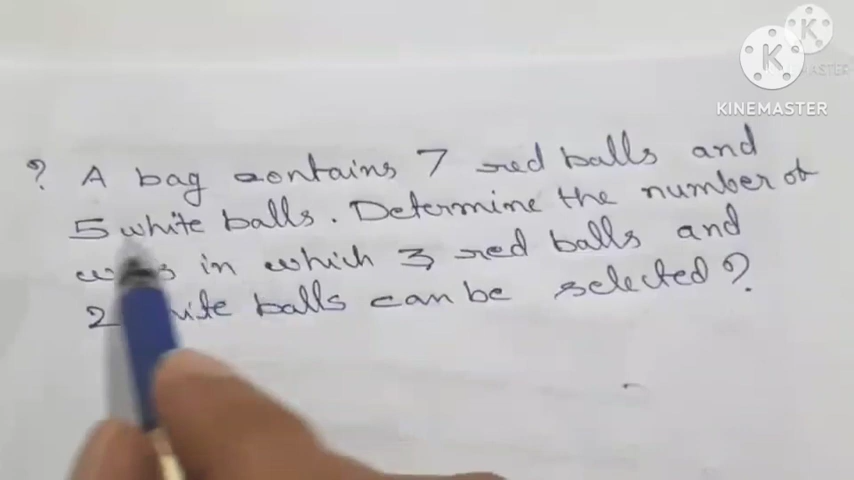 KINEMASTER
? A bag contains 7 red balls and
5 white balls. Determine the number of
in which 3 red balls and
2 balls can be selected?